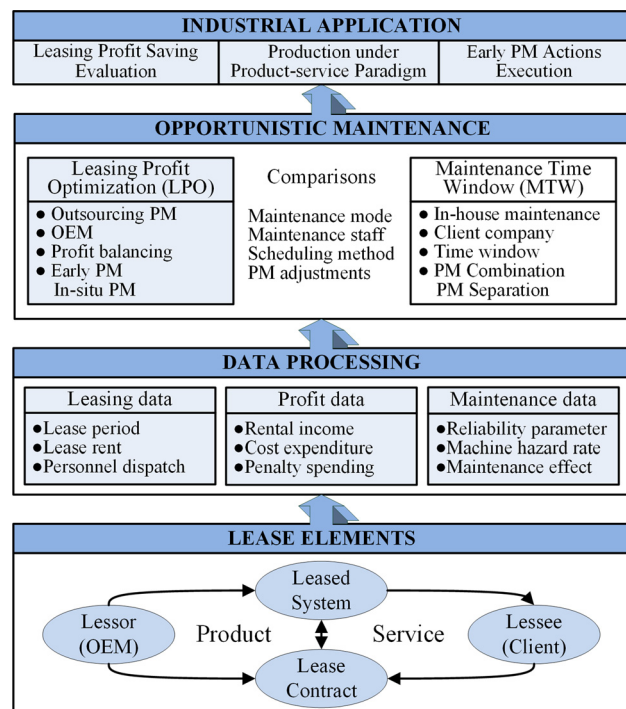 INDUSTRIAL APPLICATION
Leasing Profit Saving
Evaluation
Production under
Product-service Paradigm
Early PM Actions
Execution
OPPORTUNISTIC MAINTENANCE
Leasing Profit
Optimization (LPO)
● Outsourcing PM
● OEM
● Profit balancing
● Early PM
In-situ PM
Comparisons
Maintenance mode
Maintenance staff
Scheduling method
PM adjustments
Maintenance Time
Window (MTW)
● In-house maintenance
● Client company
● Time window
● PM Combination
PM Separation
DATA PROCESSING
Leasing data
●Lease period
●Lease rent
●Personnel dispatch
Profit data
●Rental income
●Cost expenditure
●Penalty spending
Maintenance data
●Reliability parameter
●Machine hazard rate
●Maintenance effect
LEASE ELEMENTS
Leased
System
Lessor
(OEM)
Product
Service
Lessee
(Client)
Lease
Contract